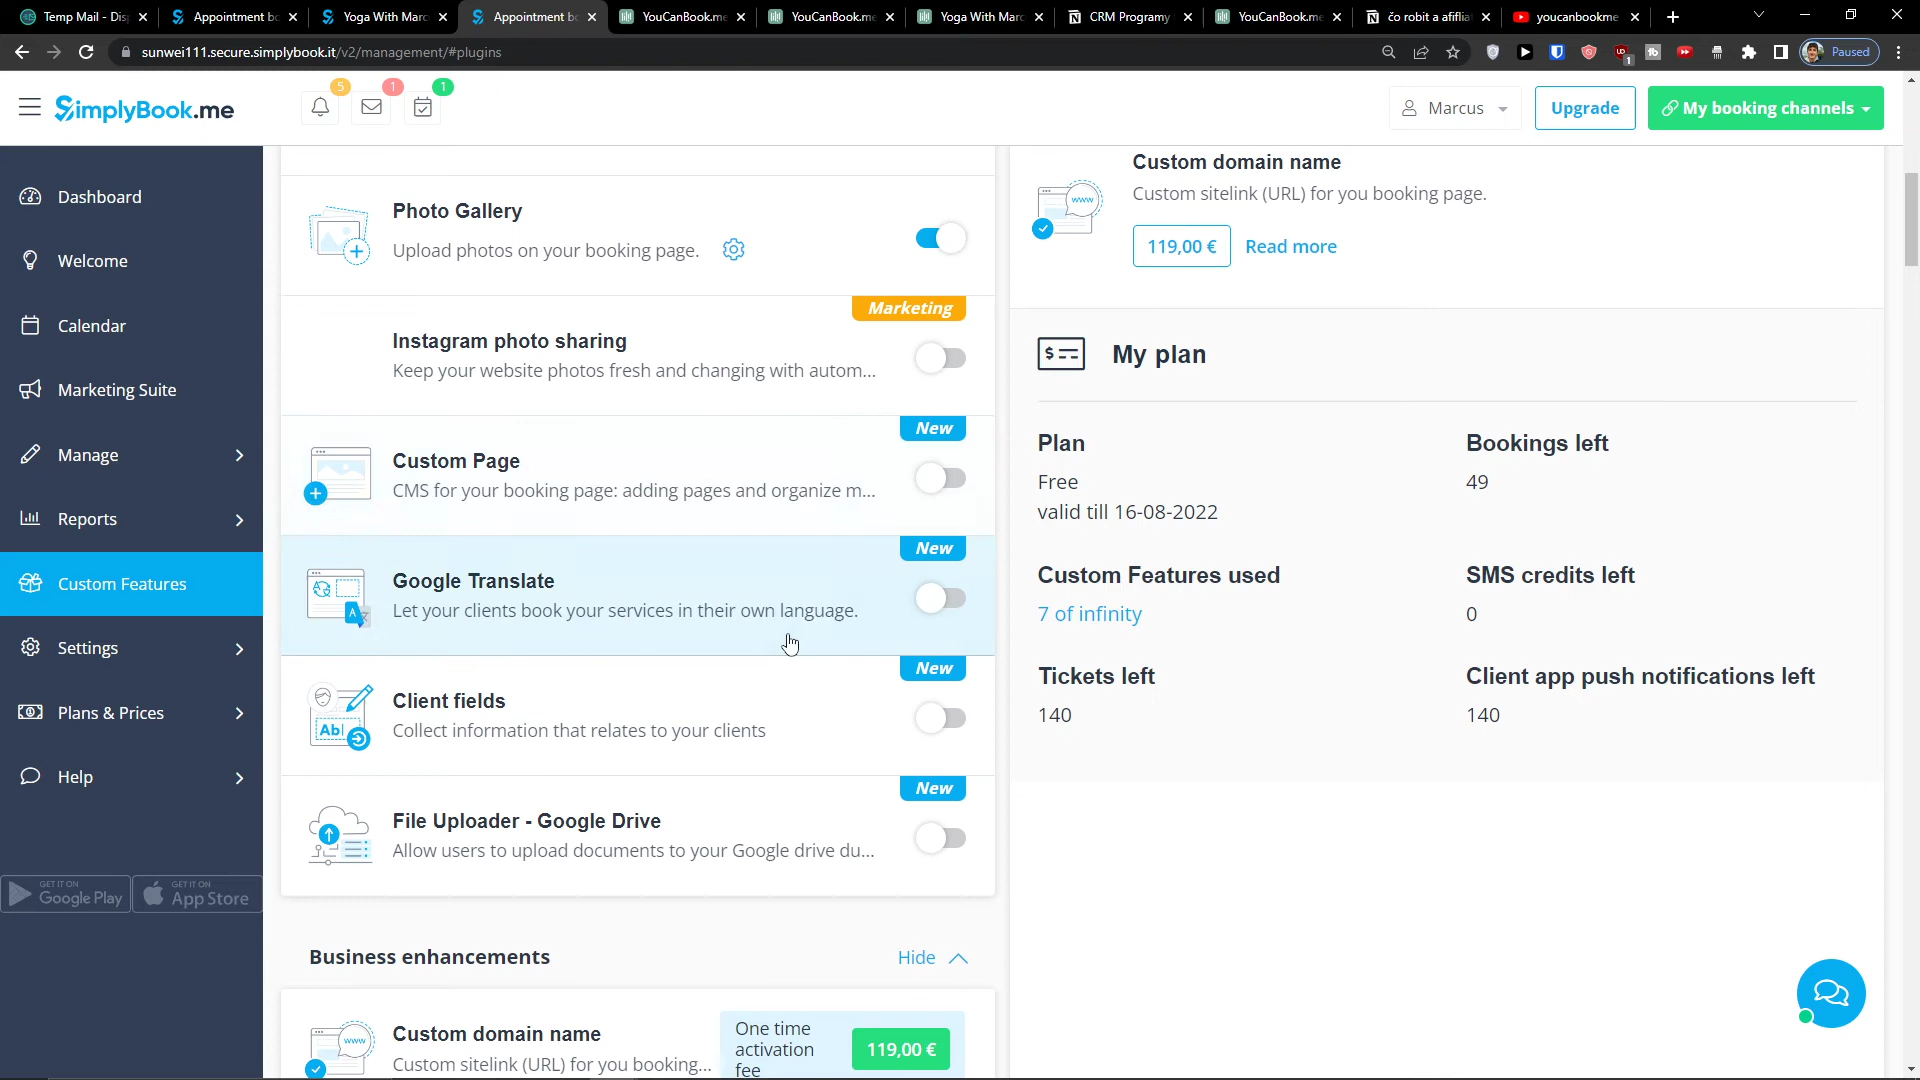 Temp Mail - Dis
Appointment bo
Yoga With Marc
Appointment bo
YouCanBook.me
YouCanBook.me
Yoga With Marc
CRM Programy
YouCanBook.me
čo robit a afillia
youcanbookme
sunwei111.secure.simplybook.it/v2/management/#plugins
1
Paused
SimplyBook.me
5
1
1
Marcus
Upgrade
My booking channels
Dashboard
Welcome
Calendar
Marketing Suite
Manage
Reports
Custom Features
Settings
Plans & Prices
Help
GET IT ON
Google Play
GET IT ON
App Store
Photo Gallery
Upload photos on your booking page.
Marketing
Instagram photo sharing
Keep your website photos fresh and changing with autom...
New
Custom Page
CMS for your booking page: adding pages and organize m...
New
Google Translate
Let your clients book your services in their own language.
New
Client fields
Collect information that relates to your clients
New
File Uploader - Google Drive
Allow users to upload documents to your Google drive du...
Business enhancements
Hide
www
Custom domain name
Custom sitelink (URL) for you booking...
One time
activation
fee
119,00 €
www
Custom domain name
Custom sitelink (URL) for you booking page.
119,00 €
Read more
My plan
Plan
Free
valid till 16-08-2022
Bookings left
49
Custom Features used
7 of infinity
SMS credits left
0
Tickets left
140
Client app push notifications left
140